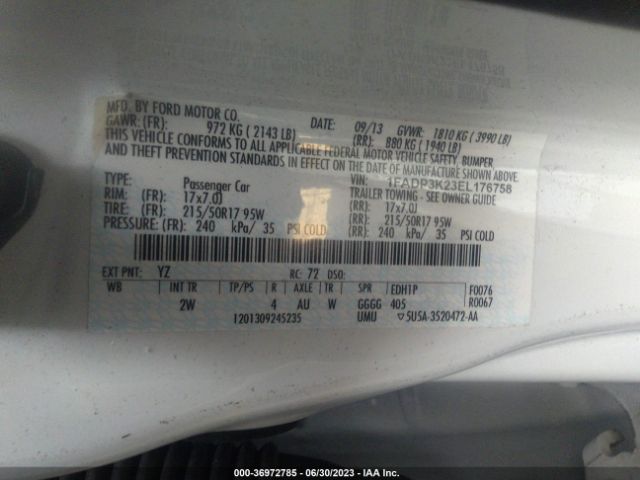 MFD. BY FORD MOTOR CO.
DATE: 09/13 GVWR: 1810 KG (3990 LB)
GAWR: (FR): 972 KG (2143 LB) (RR): 880 KG (1940 LB)
THIS VEHICLE CONFORMS TO ALL APPLICABLE FEDERAL MOTOR VEHICLE SAFETY, BUMPER,
AND THEFT PREVENTION STANDARDS IN EFFECT ON THE DATE OF MANUFACTURE SHOWN ABOVE.
VIN: 1FADP3K23EL176758
TYPE: Passenger Car TRAILER TOWING - SEE OWNER GUIDE
RIM: (FR): 17x7.0J (RR): 17x7.0J
TIRE: (FR): 215/50R17 95W (RR): 215/50R17 95W
PRESSURE: (FR): 240 kPa/ 35 PSI COLD (RR): 240 kPa/ 35 PSI COLD
EXT PNT: YZ RC: 72 DSO:
WB INT TR TP/PS R AXLE TR SPR EDH1P F0076
2W 4 AU W GGGG 405 R0067
1201309245235 UMU ▽5U5A-3520472-AA
000-36972785 - 06/30/2023 - IAA Inc.